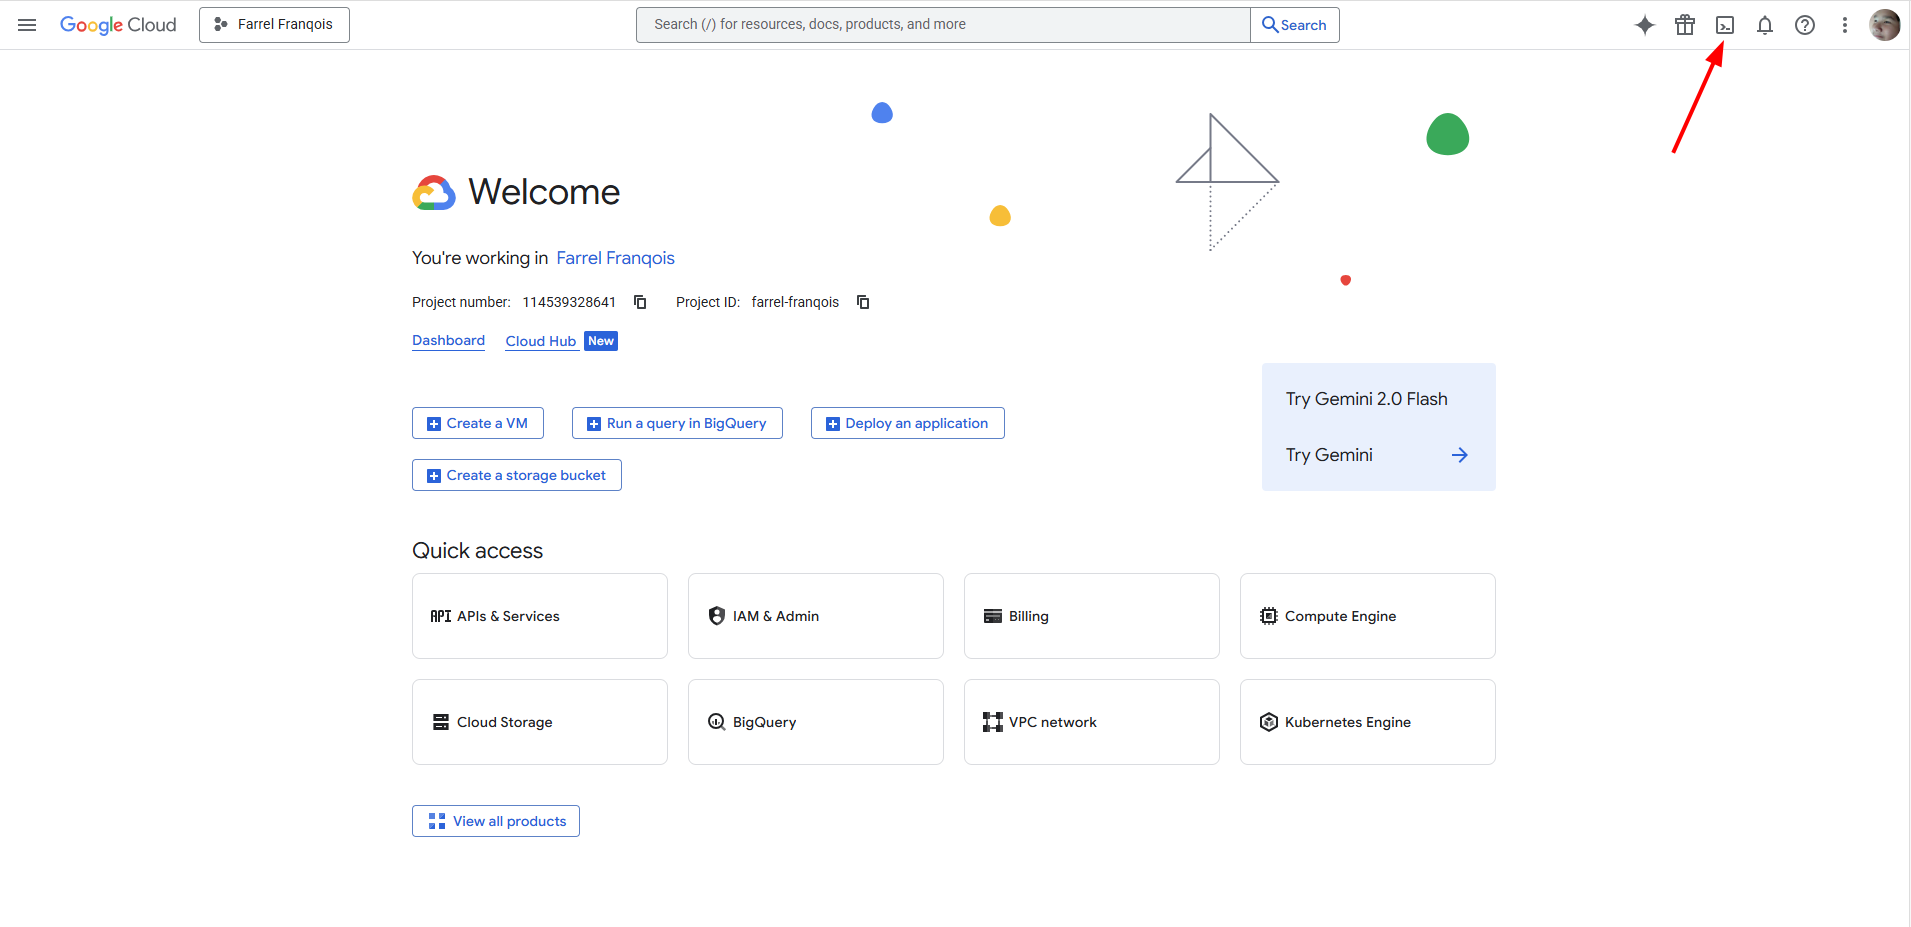 Google Cloud
Farrel Franqois
Search (/) for resources, docs, products, and more
Search
Welcome
You're working in Farrel Franqois
Project number: 114539328641 Project ID: farrel-franqois
Dashboard Cloud Hub New
Create a VM Run a query in BigQuery Deploy an application
Create a storage bucket
Try Gemini 2.0 Flash
Try Gemini
Quick access
API APIs & Services
IAM & Admin
Billing
Compute Engine
Cloud Storage
BigQuery
VPC network
Kubernetes Engine
View all products